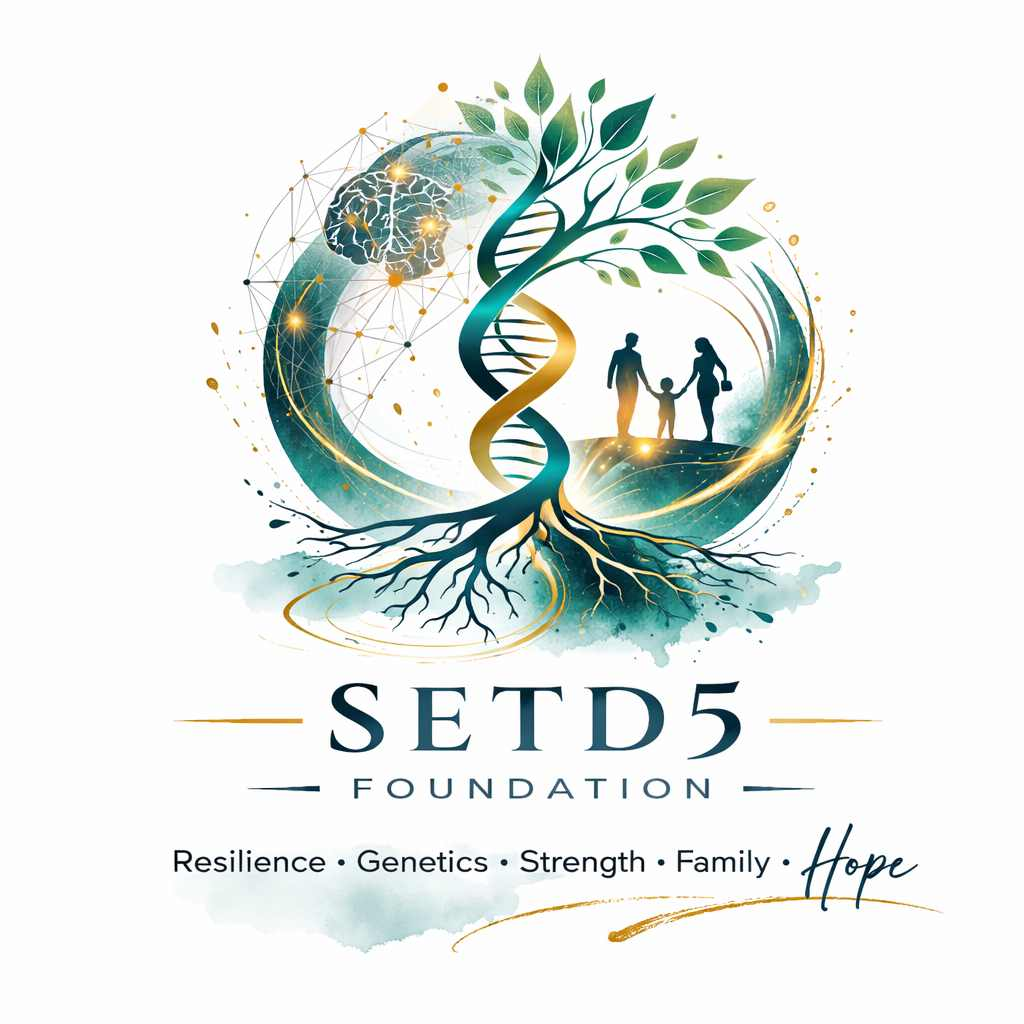 SETD5
FOUNDATION
Resilience • Genetics • Strength • Family • Hope